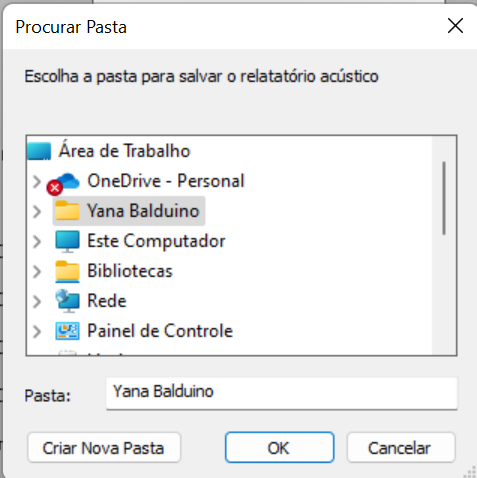 Procurar Pasta
Escolha a pasta para salvar o relatatório acústico
Área de Trabalho
OneDrive - Personal
Yana Balduino
Este Computador
Bibliotecas
Rede
Painel de Controle
Pasta: Yana Balduino
Criar Nova Pasta OK Cancelar